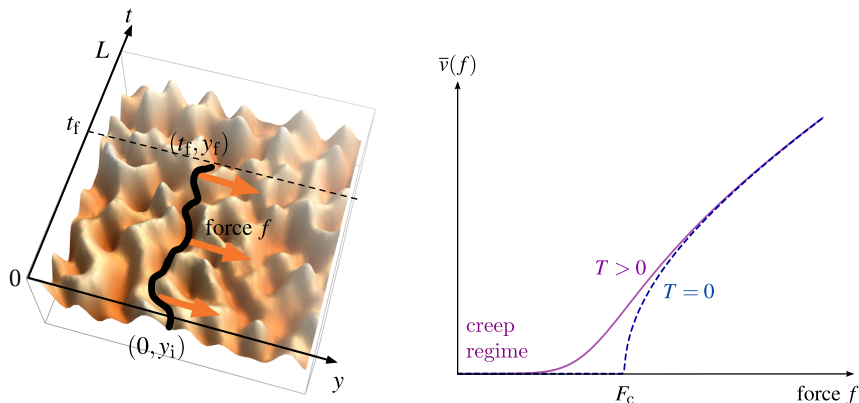 t
L
t_f
(t_f, y_f)
force f
0
(0, y_i)
y
v̄(f)
T > 0
T = 0
creep
regime
F_c
force f